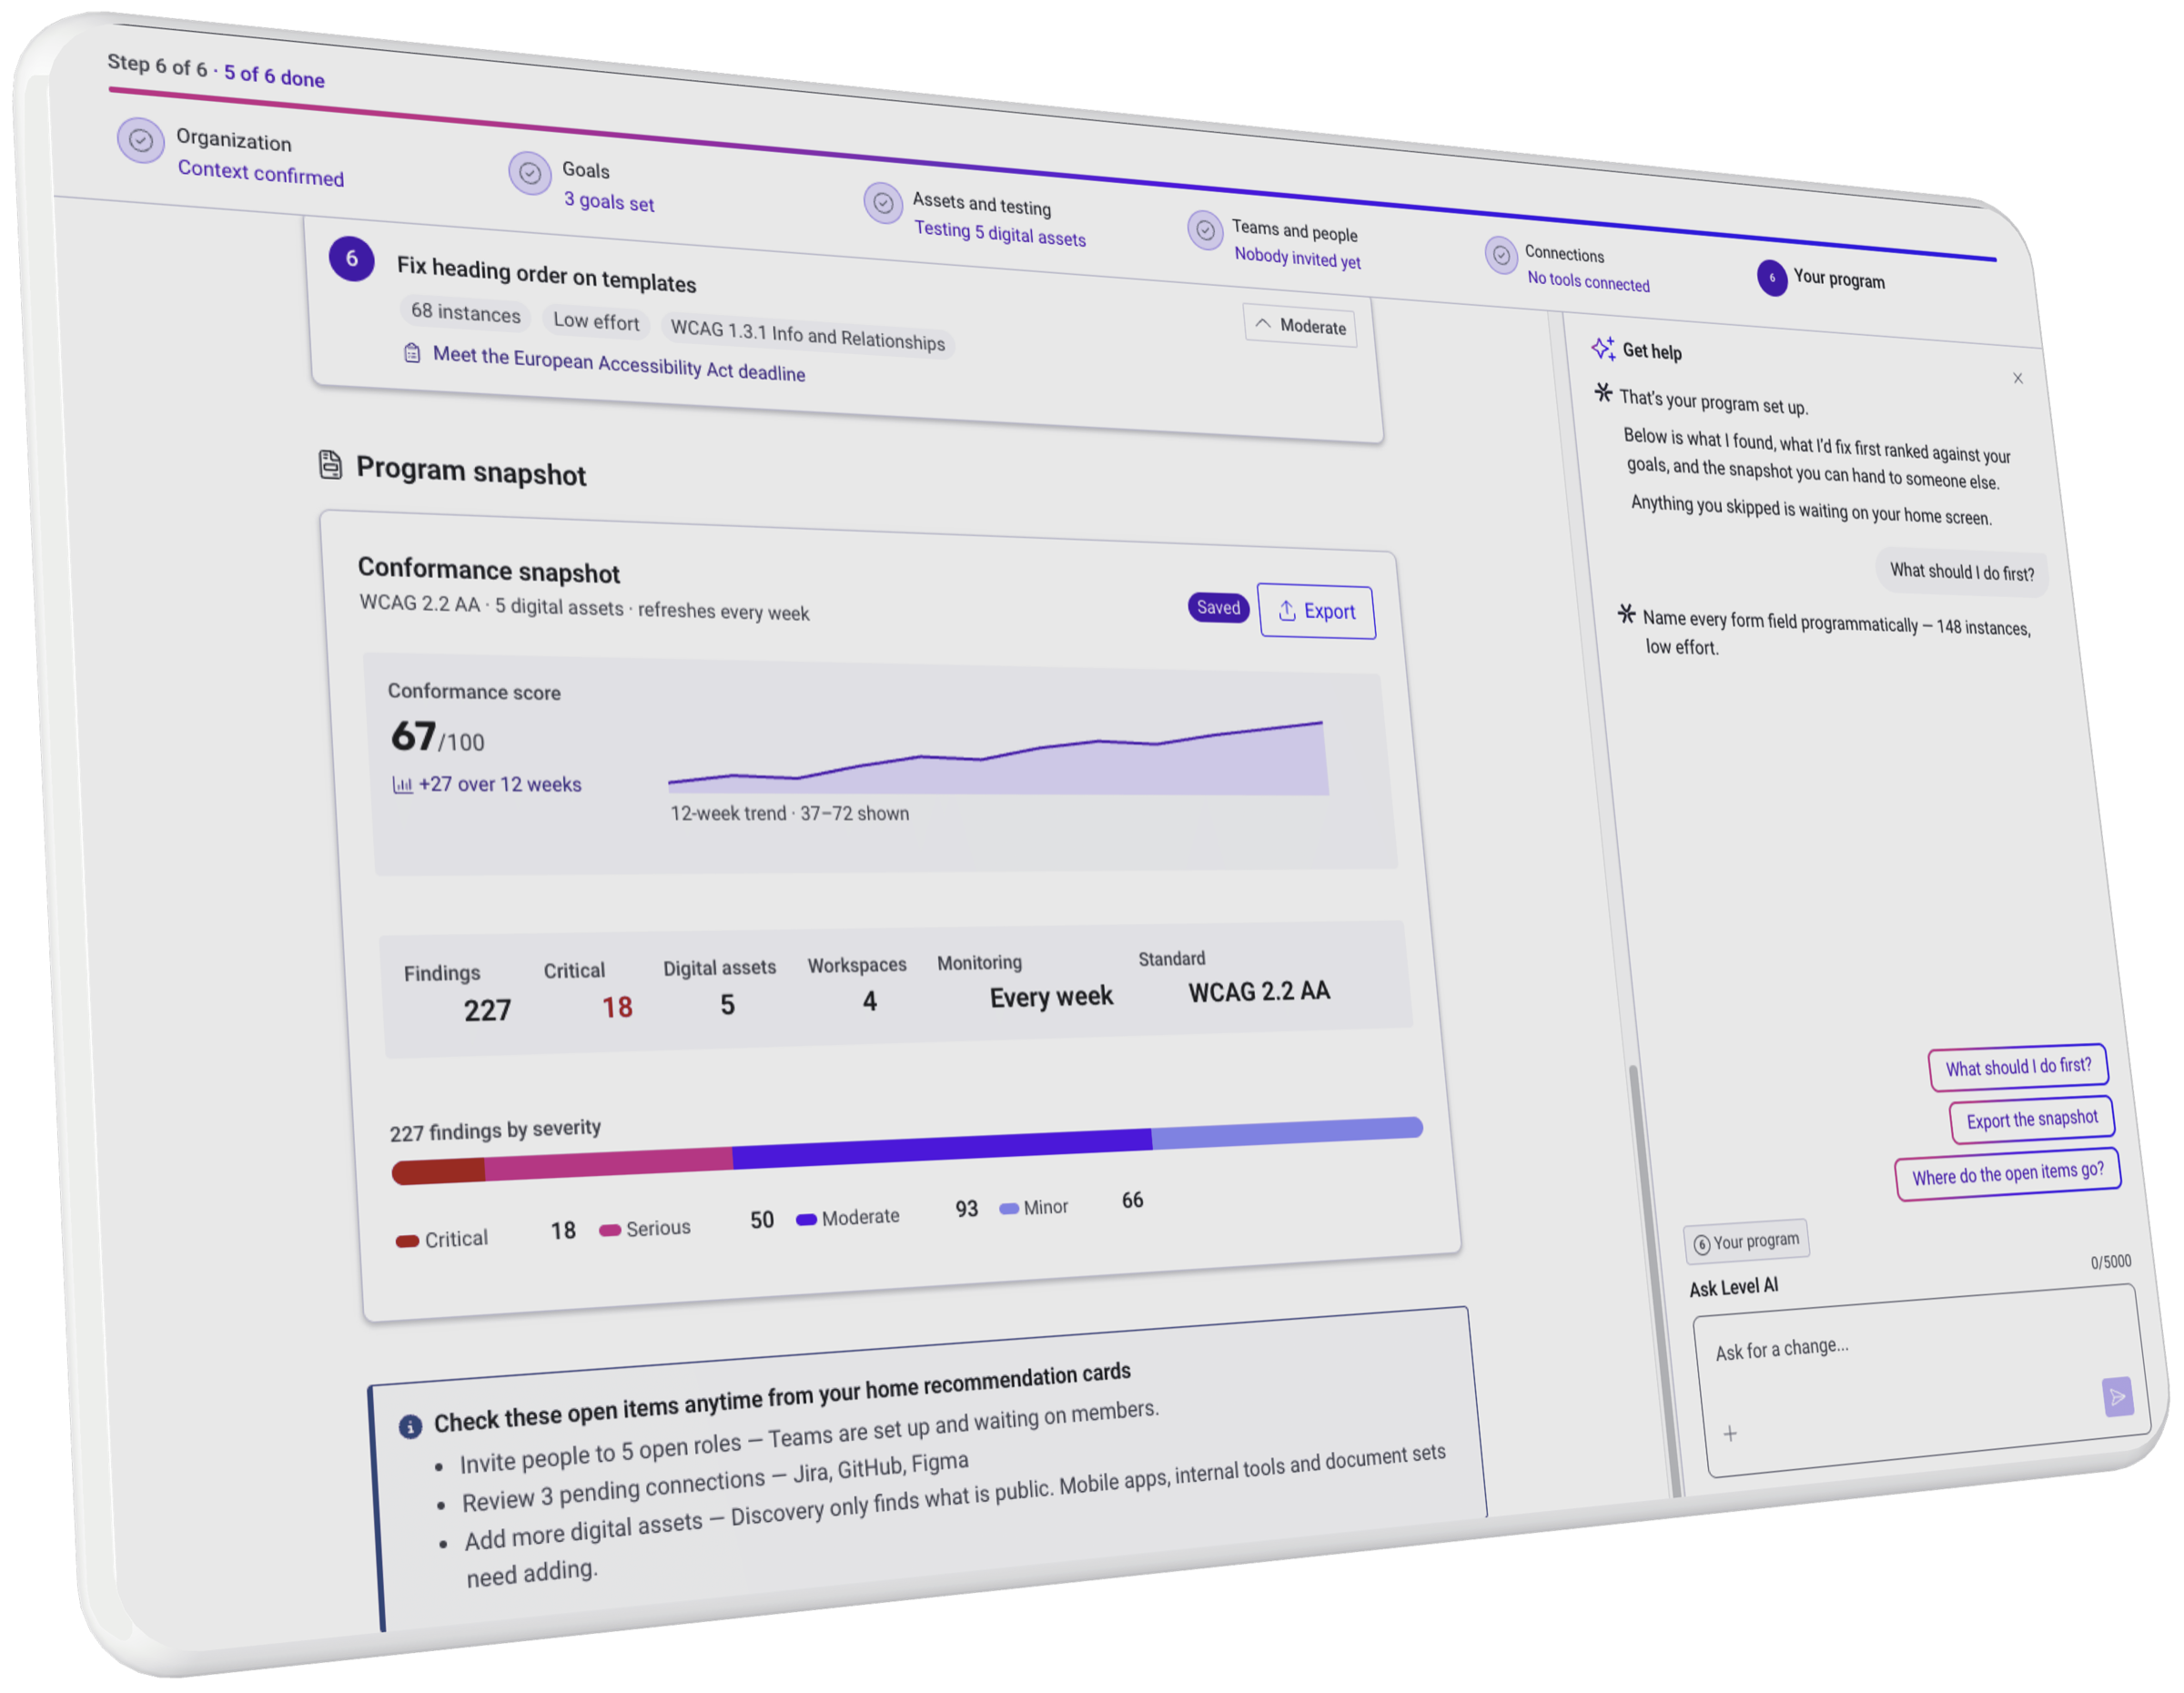 Step 6 of 6 · 5 of 6 done
Organization
Context confirmed
Goals
3 goals set
Assets and testing
Testing 5 digital assets
Teams and people
Nobody invited yet
Connections
No tools connected
6
Your program
6
Fix heading order on templates
68 instances
Low effort
WCAG 1.3.1 Info and Relationships
Moderate
Meet the European Accessibility Act deadline
Program snapshot
Conformance snapshot
WCAG 2.2 AA · 5 digital assets · refreshes every week
Saved
Export
Conformance score
67/100
+27 over 12 weeks
12-week trend · 37–72 shown
Findings
227
Critical
18
Digital assets
5
Workspaces
4
Monitoring
Every week
Standard
WCAG 2.2 AA
227 findings by severity
Critical 18
Serious 50
Moderate 93
Minor 66
Check these open items anytime from your home recommendation cards
• Invite people to 5 open roles — Teams are set up and waiting on members.
• Review 3 pending connections — Jira, GitHub, Figma
• Add more digital assets — Discovery only finds what is public. Mobile apps, internal tools and document sets
need adding.
Get help
That's your program set up.
Below is what I found, what I'd fix first ranked against your
goals, and the snapshot you can hand to someone else.
Anything you skipped is waiting on your home screen.
What should I do first?
Name every form field programmatically — 148 instances,
low effort.
What should I do first?
Export the snapshot
Where do the open items go?
6 Your program
Ask Level AI
0/5000
Ask for a change...